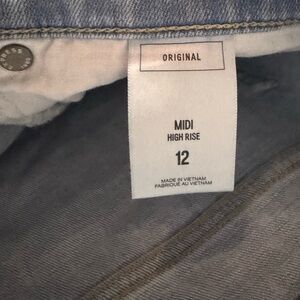 ORIGINAL
MIDI
HIGH RISE
12
MADE IN VIETNAM
FABRIQUÉ AU VIETNAM